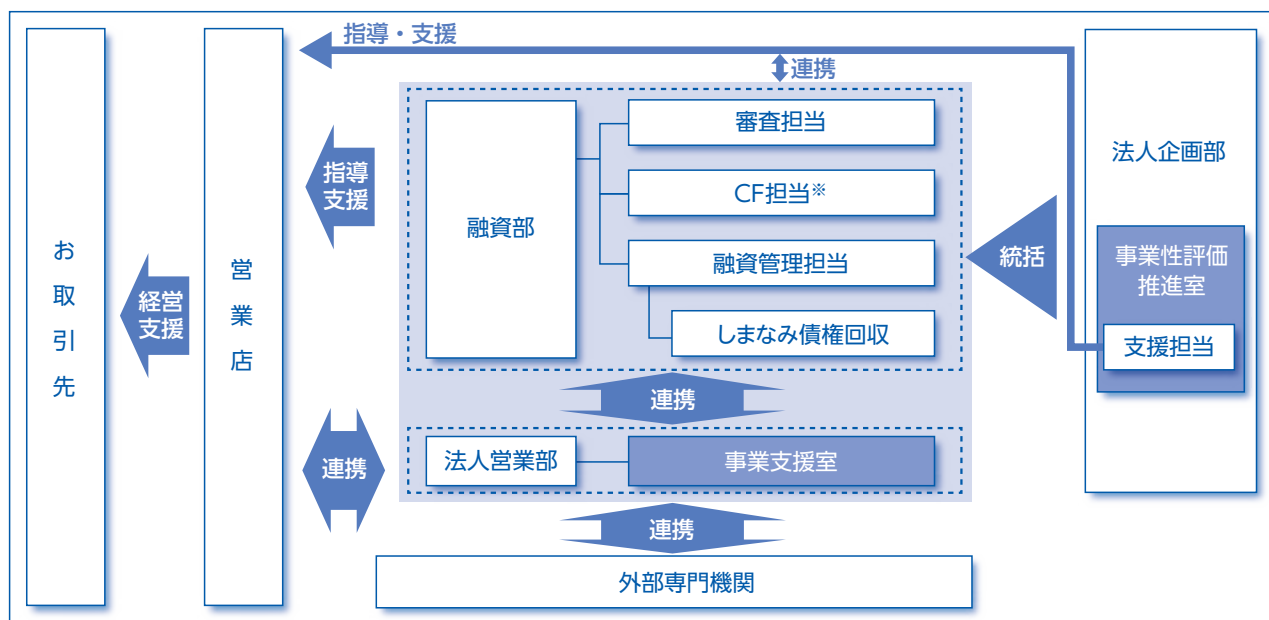 お取引先
経営
支援
営業店
指導・支援
連携
指導
支援
融資部
審査担当
CF担当※
融資管理担当
しまなみ債権回収
連携
連携
法人営業部
事業支援室
連携
外部専門機関
統括
法人企画部
事業性評価
推進室
支援担当